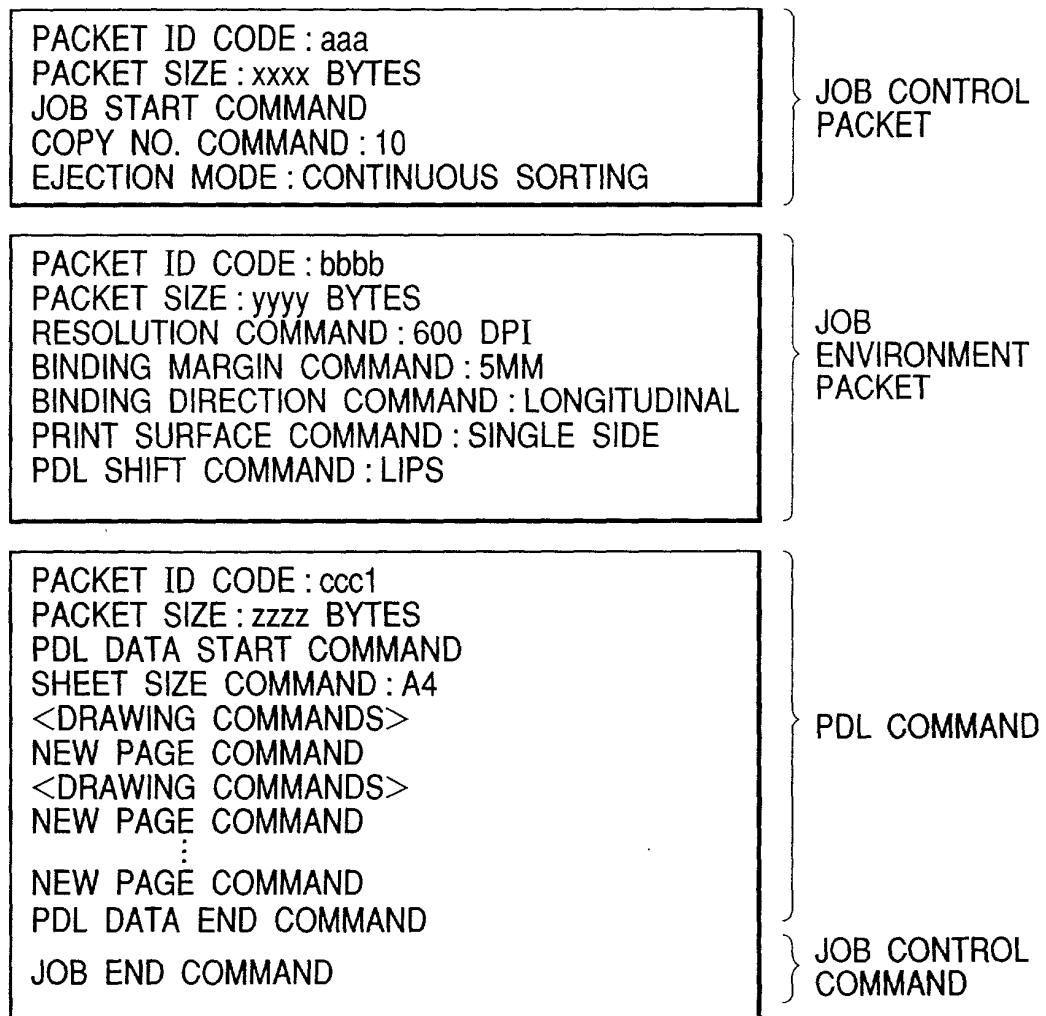 PACKET ID CODE : aaa
PACKET SIZE : xxxx BYTES
JOB START COMMAND
COPY NO. COMMAND : 10
EJECTION MODE : CONTINUOUS SORTING
JOB CONTROL
PACKET
PACKET ID CODE : bbbb
PACKET SIZE : yyyy BYTES
RESOLUTION COMMAND : 600 DPI
BINDING MARGIN COMMAND : 5MM
BINDING DIRECTION COMMAND : LONGITUDINAL
PRINT SURFACE COMMAND : SINGLE SIDE
PDL SHIFT COMMAND : LIPS
JOB
ENVIRONMENT
PACKET
PACKET ID CODE : ccc1
PACKET SIZE : zzzz BYTES
PDL DATA START COMMAND
SHEET SIZE COMMAND : A4
<DRAWING COMMANDS>
NEW PAGE COMMAND
<DRAWING COMMANDS>
NEW PAGE COMMAND
⋮
NEW PAGE COMMAND
PDL DATA END COMMAND
PDL COMMAND
JOB END COMMAND
JOB CONTROL
COMMAND